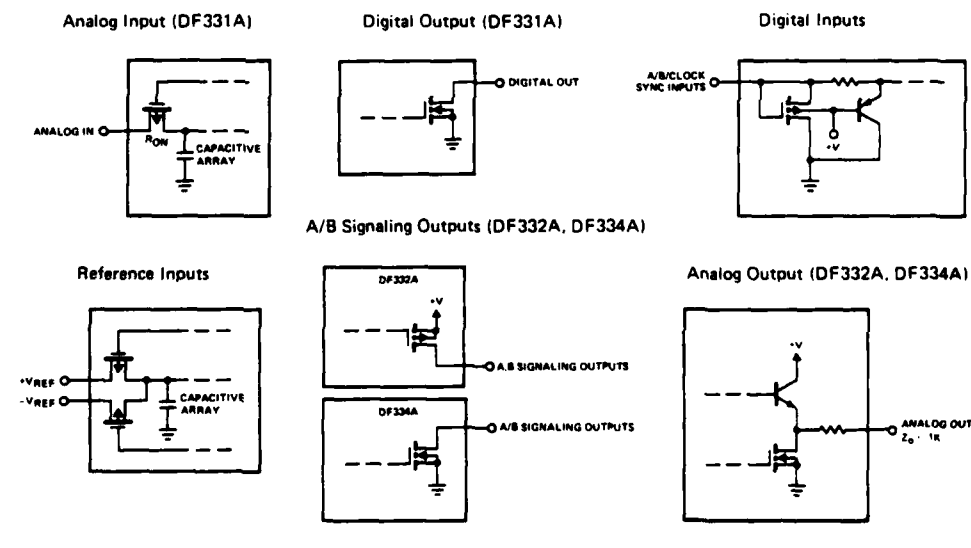 Analog Input (DF331A)
Digital Output (DF331A)
Digital Inputs
ANALOG IN
RON
CAPACITIVE
ARRAY
DIGITAL OUT
A/B/CLOCK
SYNC INPUTS
+V
A/B Signaling Outputs (DF332A, DF334A)
Reference Inputs
+VREF
-VREF
CAPACITIVE
ARRAY
DF332A
+V
A,B SIGNALING OUTPUTS
DF334A
A/B SIGNALING OUTPUTS
Analog Output (DF332A, DF334A)
+V
ANALOG OUT
Zo - 1K